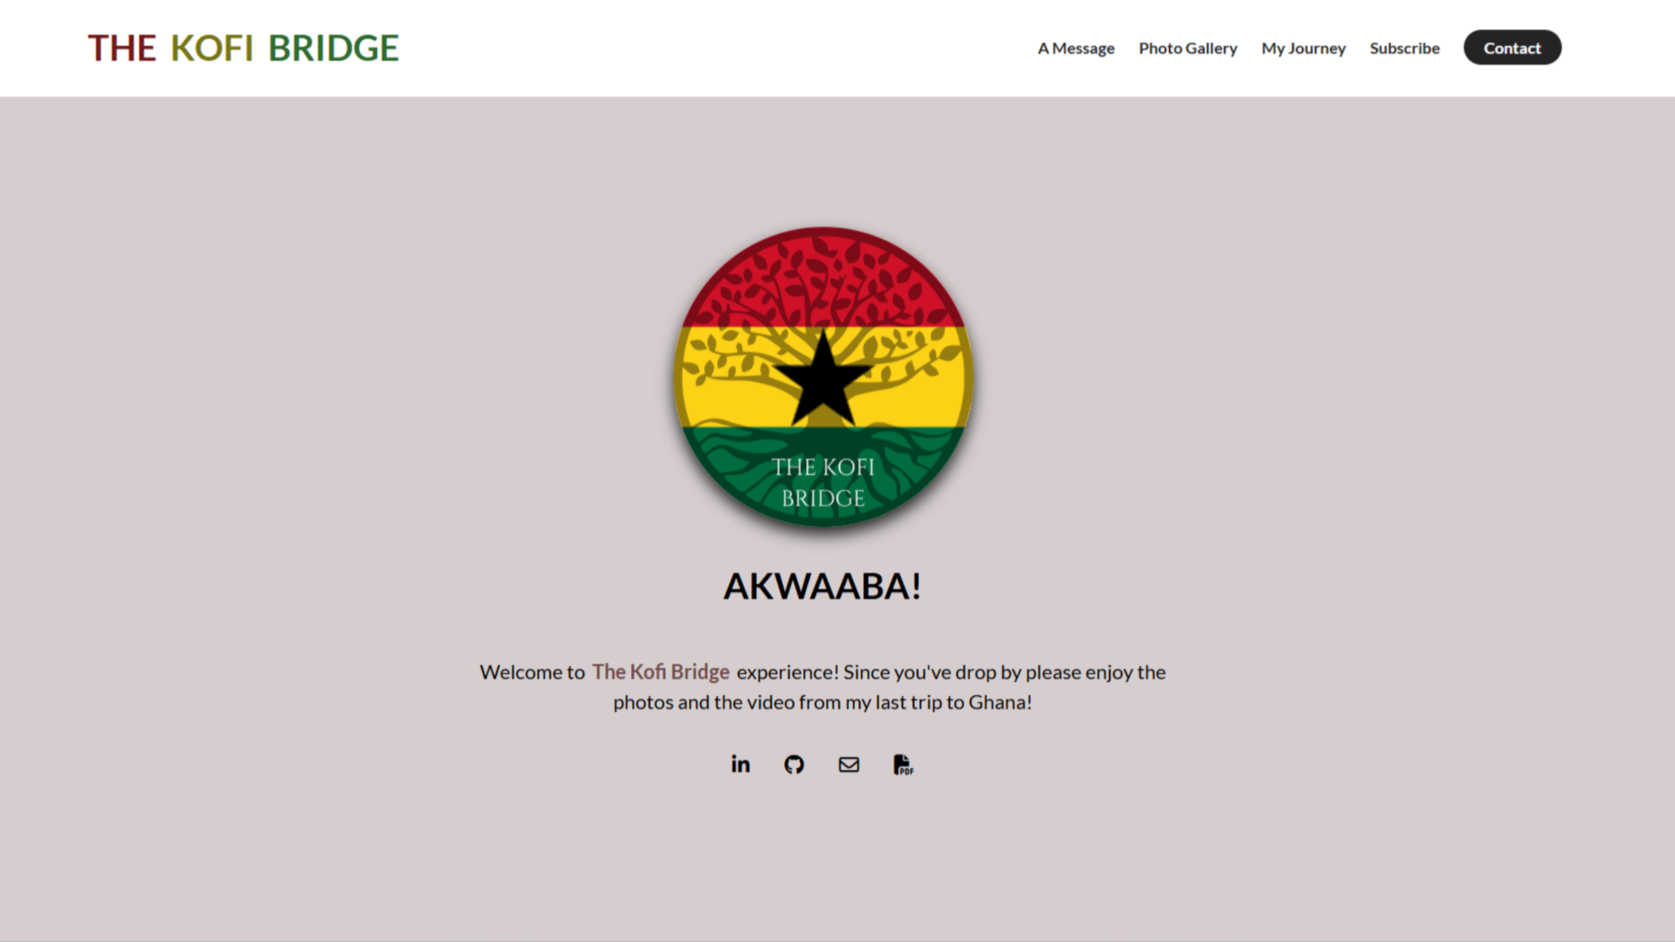 THE KOFI BRIDGE
A Message
Photo Gallery
My Journey
Subscribe
Contact
THE KOFI
BRIDGE
AKWAABA!
Welcome to The Kofi Bridge experience! Since you've drop by please enjoy the
photos and the video from my last trip to Ghana!
PDF